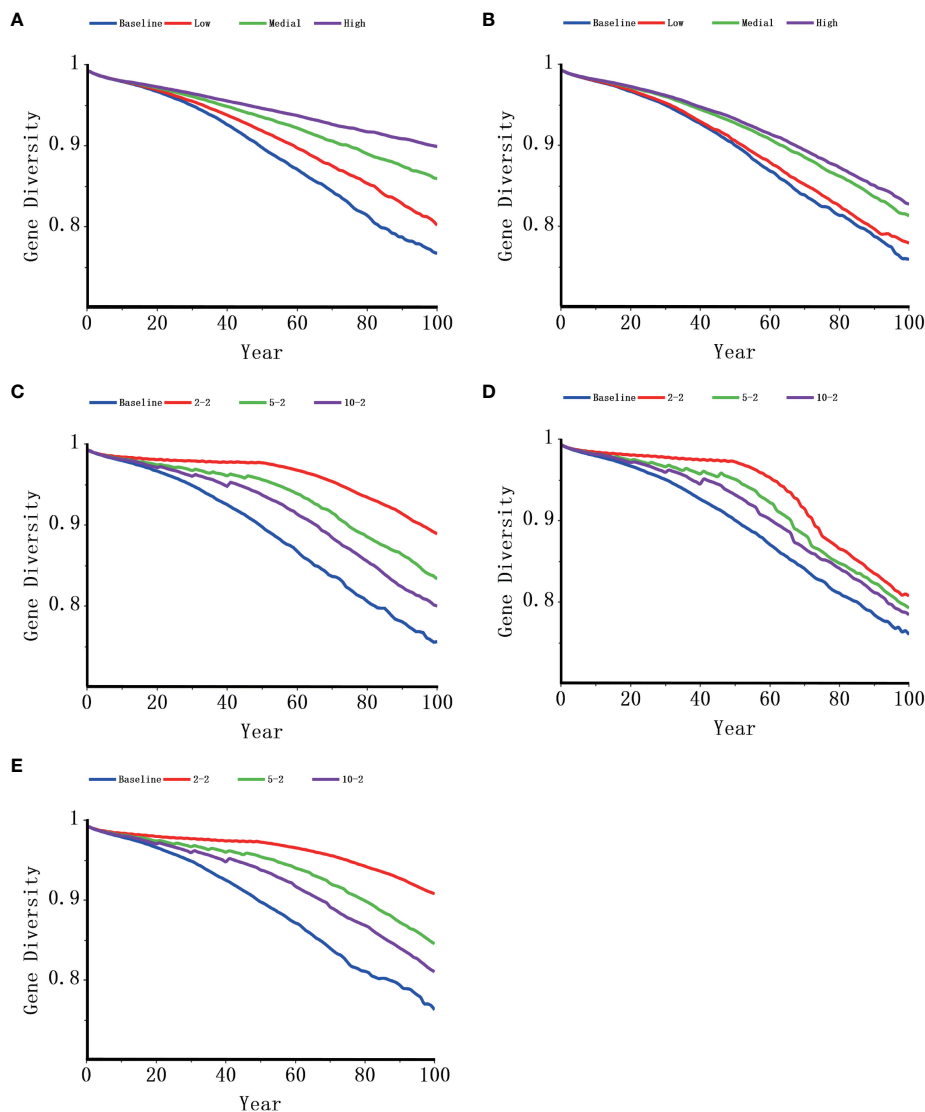 A
Baseline Low Medial High
1
0.9
0.8
Gene Diversity
0 20 40 60 80 100
Year
B
Baseline Low Medial High
1
0.9
0.8
Gene Diversity
0 20 40 60 80 100
Year
C
Baseline 2-2 5-2 10-2
1
0.9
0.8
Gene Diversity
0 20 40 60 80 100
Year
D
Baseline 2-2 5-2 10-2
1
0.9
0.8
Gene Diversity
0 20 40 60 80 100
Year
E
Baseline 2-2 5-2 10-2
1
0.9
0.8
Gene Diversity
0 20 40 60 80 100
Year